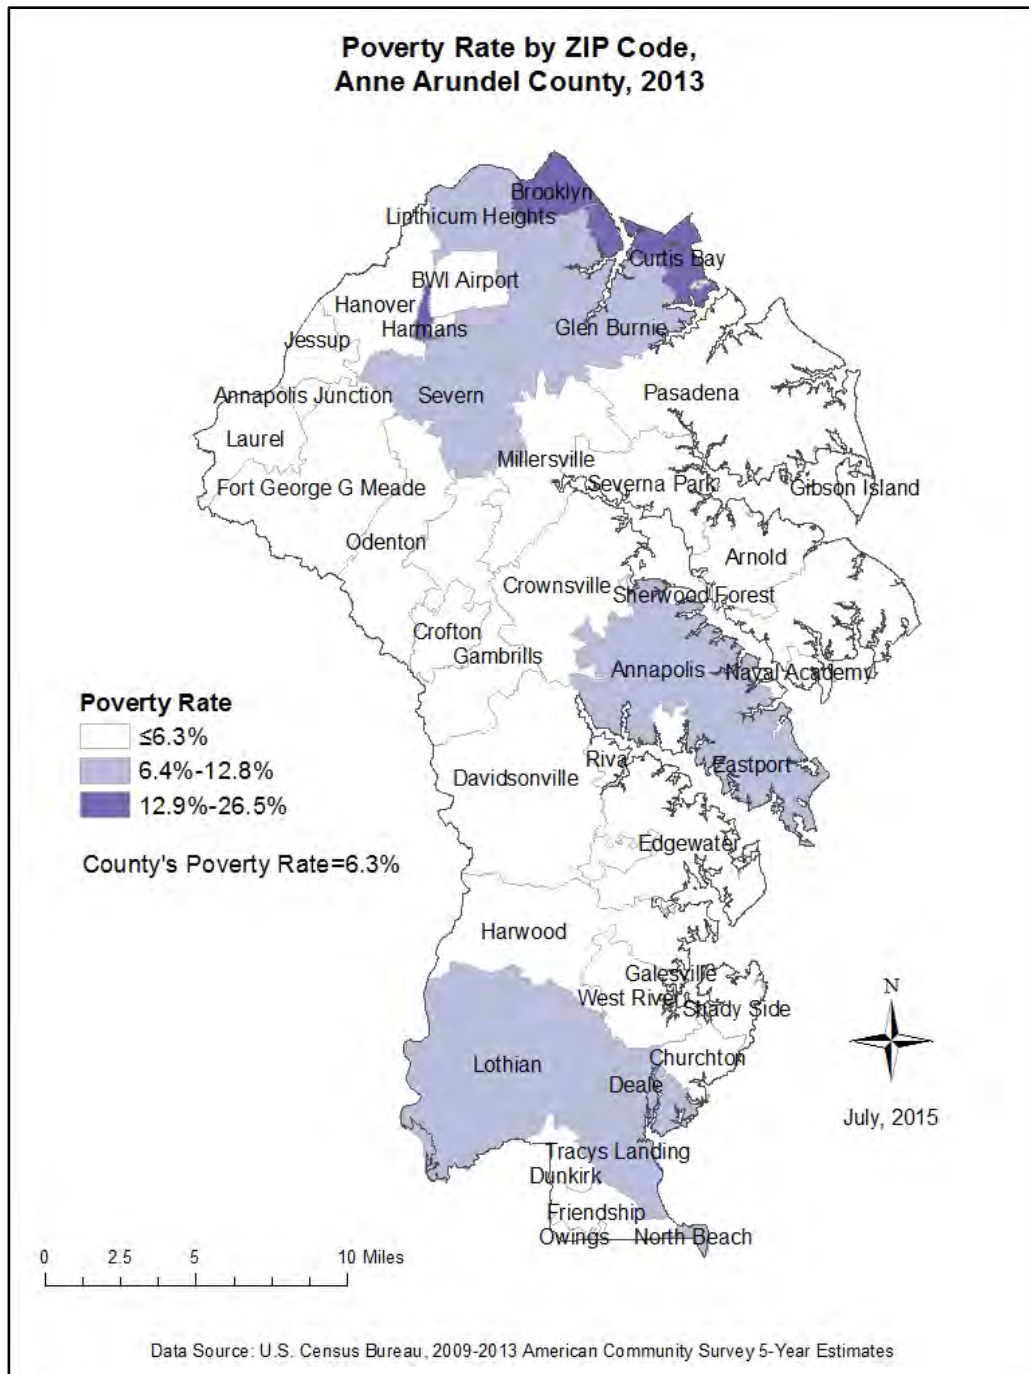 Poverty Rate by ZIP Code,
Anne Arundel County, 2013
Brooklyn
Linthicum Heights
Curtis Bay
BWI Airport
Hanover
Harmans
Glen Burnie
Jessup
Annapolis Junction
Severn
Pasadena
Laurel
Millersville
Severna Park
Fort George G Meade
Gibson Island
Odenton
Arnold
Crownsville
Sherwood Forest
Crofton
Gambrills
Annapolis
Naval Academy
Poverty Rate
≤6.3%
6.4%-12.8%
12.9%-26.5%
County's Poverty Rate=6.3%
Riva
Eastport
Davidsonville
Edgewater
Harwood
Galesville
West River
Shady Side
N
Churchton
Lothian
Deale
July, 2015
Tracys Landing
Dunkirk
Friendship
Owings
North Beach
0 2.5 5 10 Miles
Data Source: U.S. Census Bureau, 2009-2013 American Community Survey 5-Year Estimates